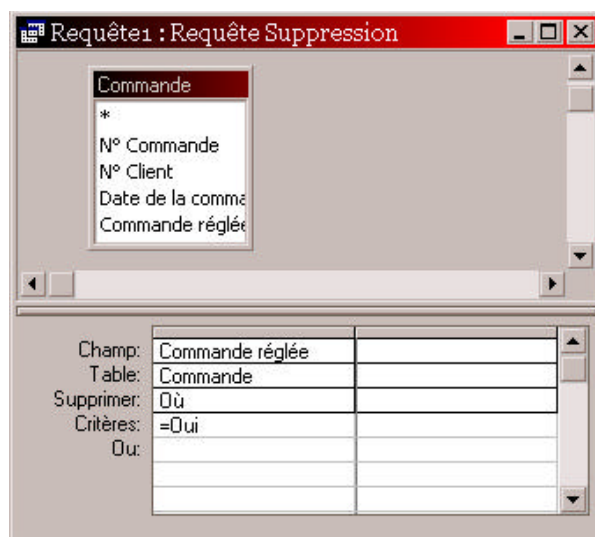 Requête1 : Requête Suppression
Commande
*
N° Commande
N° Client
Date de la comma
Commande réglée
Champ: Commande réglée
Table: Commande
Supprimer: Où
Critères: =Oui
Ou: